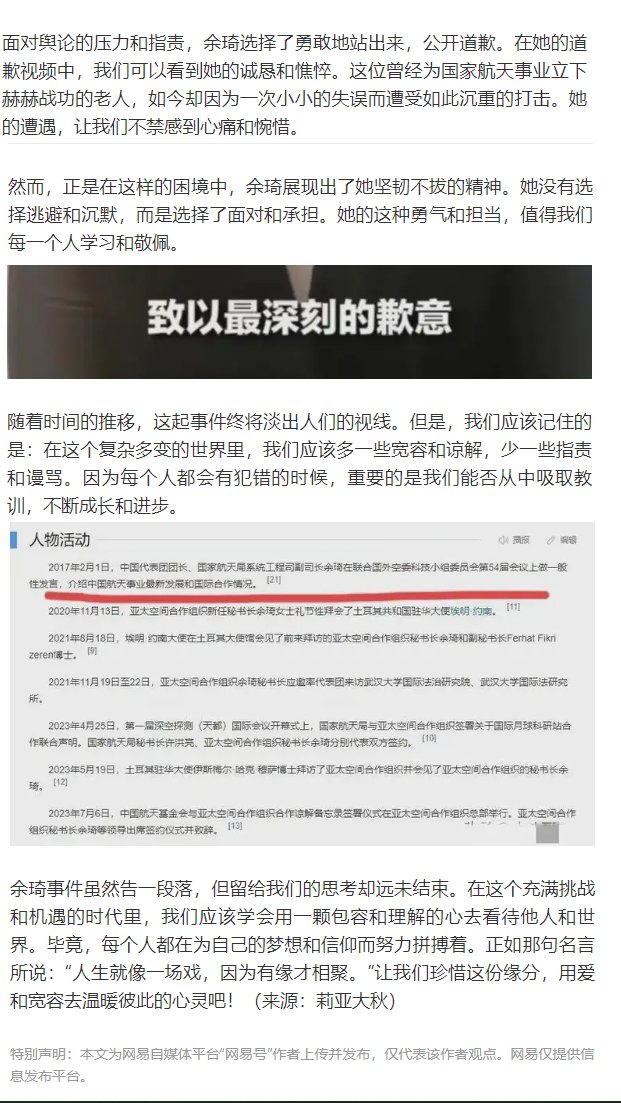 面对舆论的压力和指责，余琦选择了勇敢地站出来，公开道歉。在她的道
歉视频中，我们可以看到她的诚恳和憔悴。这位曾经为国家航天事业立下
赫赫战功的老人，如今却因为一次小小的失误而遭受如此沉重的打击。她
的遭遇，让我们不禁感到心痛和惋惜。
然而，正是在这样的困境中，余琦展现出了她坚韧不拔的精神。她没有选
择逃避和沉默，而是选择了面对和承担。她的这种勇气和担当，值得我们
每一个人学习和敬佩。
致以最深刻的歉意
随着时间的推移，这起事件终将淡出人们的视线。但是，我们应该记住的
是：在这个复杂多变的世界里，我们应该多一些宽容和谅解，少一些指责
和谩骂。因为每个人都会有犯错的时候，重要的是我们能否从中吸取教
训，不断成长和进步。
人物活动
播报 编辑
2017年2月1日，中国代表团团长、国家航天局系统工程司副司长余琦在联合国外空委科技小组委员会第54届会议上做一般
性发言，介绍中国航天事业最新发展和国际合作情况。 [21]
2020年11月13日，亚太空间合作组织新任秘书长余琦女士礼节性拜会了土耳其共和国驻华大使埃明·约南。 [11]
2021年8月18日，埃明·约南大使在土耳其大使馆会见了前来拜访的亚太空间合作组织秘书长余琦和副秘书长Ferhat Fikri
zeren博士。 [9]
2021年11月19日至22日，亚太空间合作组织余琦秘书长应邀率代表团来访武汉大学国际法治研究院、武汉大学国际法研究
所。
2023年4月25日，第一届深空探测（天都）国际会议开幕式上，国家航天局与亚太空间合作组织签署关于国际月球科研站合
作联合声明。国家航天局秘书长许洪亮、亚太空间合作组织秘书长余琦分别代表双方签约。 [10]
2023年5月19日，土耳其驻华大使伊斯梅尔·哈克·穆萨博士拜访了亚太空间合作组织并会见了亚太空间合作组织的秘书长余
琦。 [12]
2023年7月6日，中国航天基金会与亚太空间合作组织合作谅解备忘录签署仪式在亚太空间合作组织总部举行。亚太空间合作
组织秘书长余琦等领导出席签约仪式并致辞。 [13]
余琦事件虽然告一段落，但留给我们的思考却远未结束。在这个充满挑战
和机遇的时代里，我们应该学会用一颗包容和理解的心去看待他人和世
界。毕竟，每个人都在为自己的梦想和信仰而努力拼搏着。正如那句名言
所说：“人生就像一场戏，因为有缘才相聚。”让我们珍惜这份缘分，用爱
和宽容去温暖彼此的心灵吧！（来源：莉亚大秋）
特别声明：本文为网易自媒体平台“网易号”作者上传并发布，仅代表该作者观点。网易仅提供信
息发布平台。